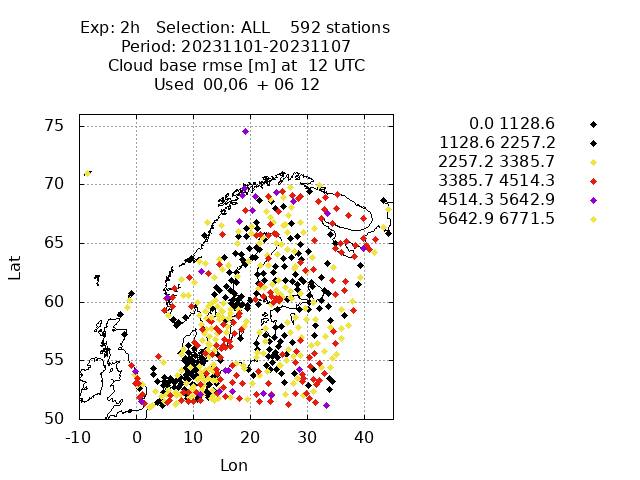 Exp: 2h Selection: ALL 592 stations
Period: 20231101-20231107
Cloud base rmse [m] at 12 UTC
Used 00,06 + 06 12
0.0 1128.6
1128.6 2257.2
2257.2 3385.7
3385.7 4514.3
4514.3 5642.9
5642.9 6771.5
75
70
65
60
55
50
Lat
-10 0 10 20 30 40
Lon